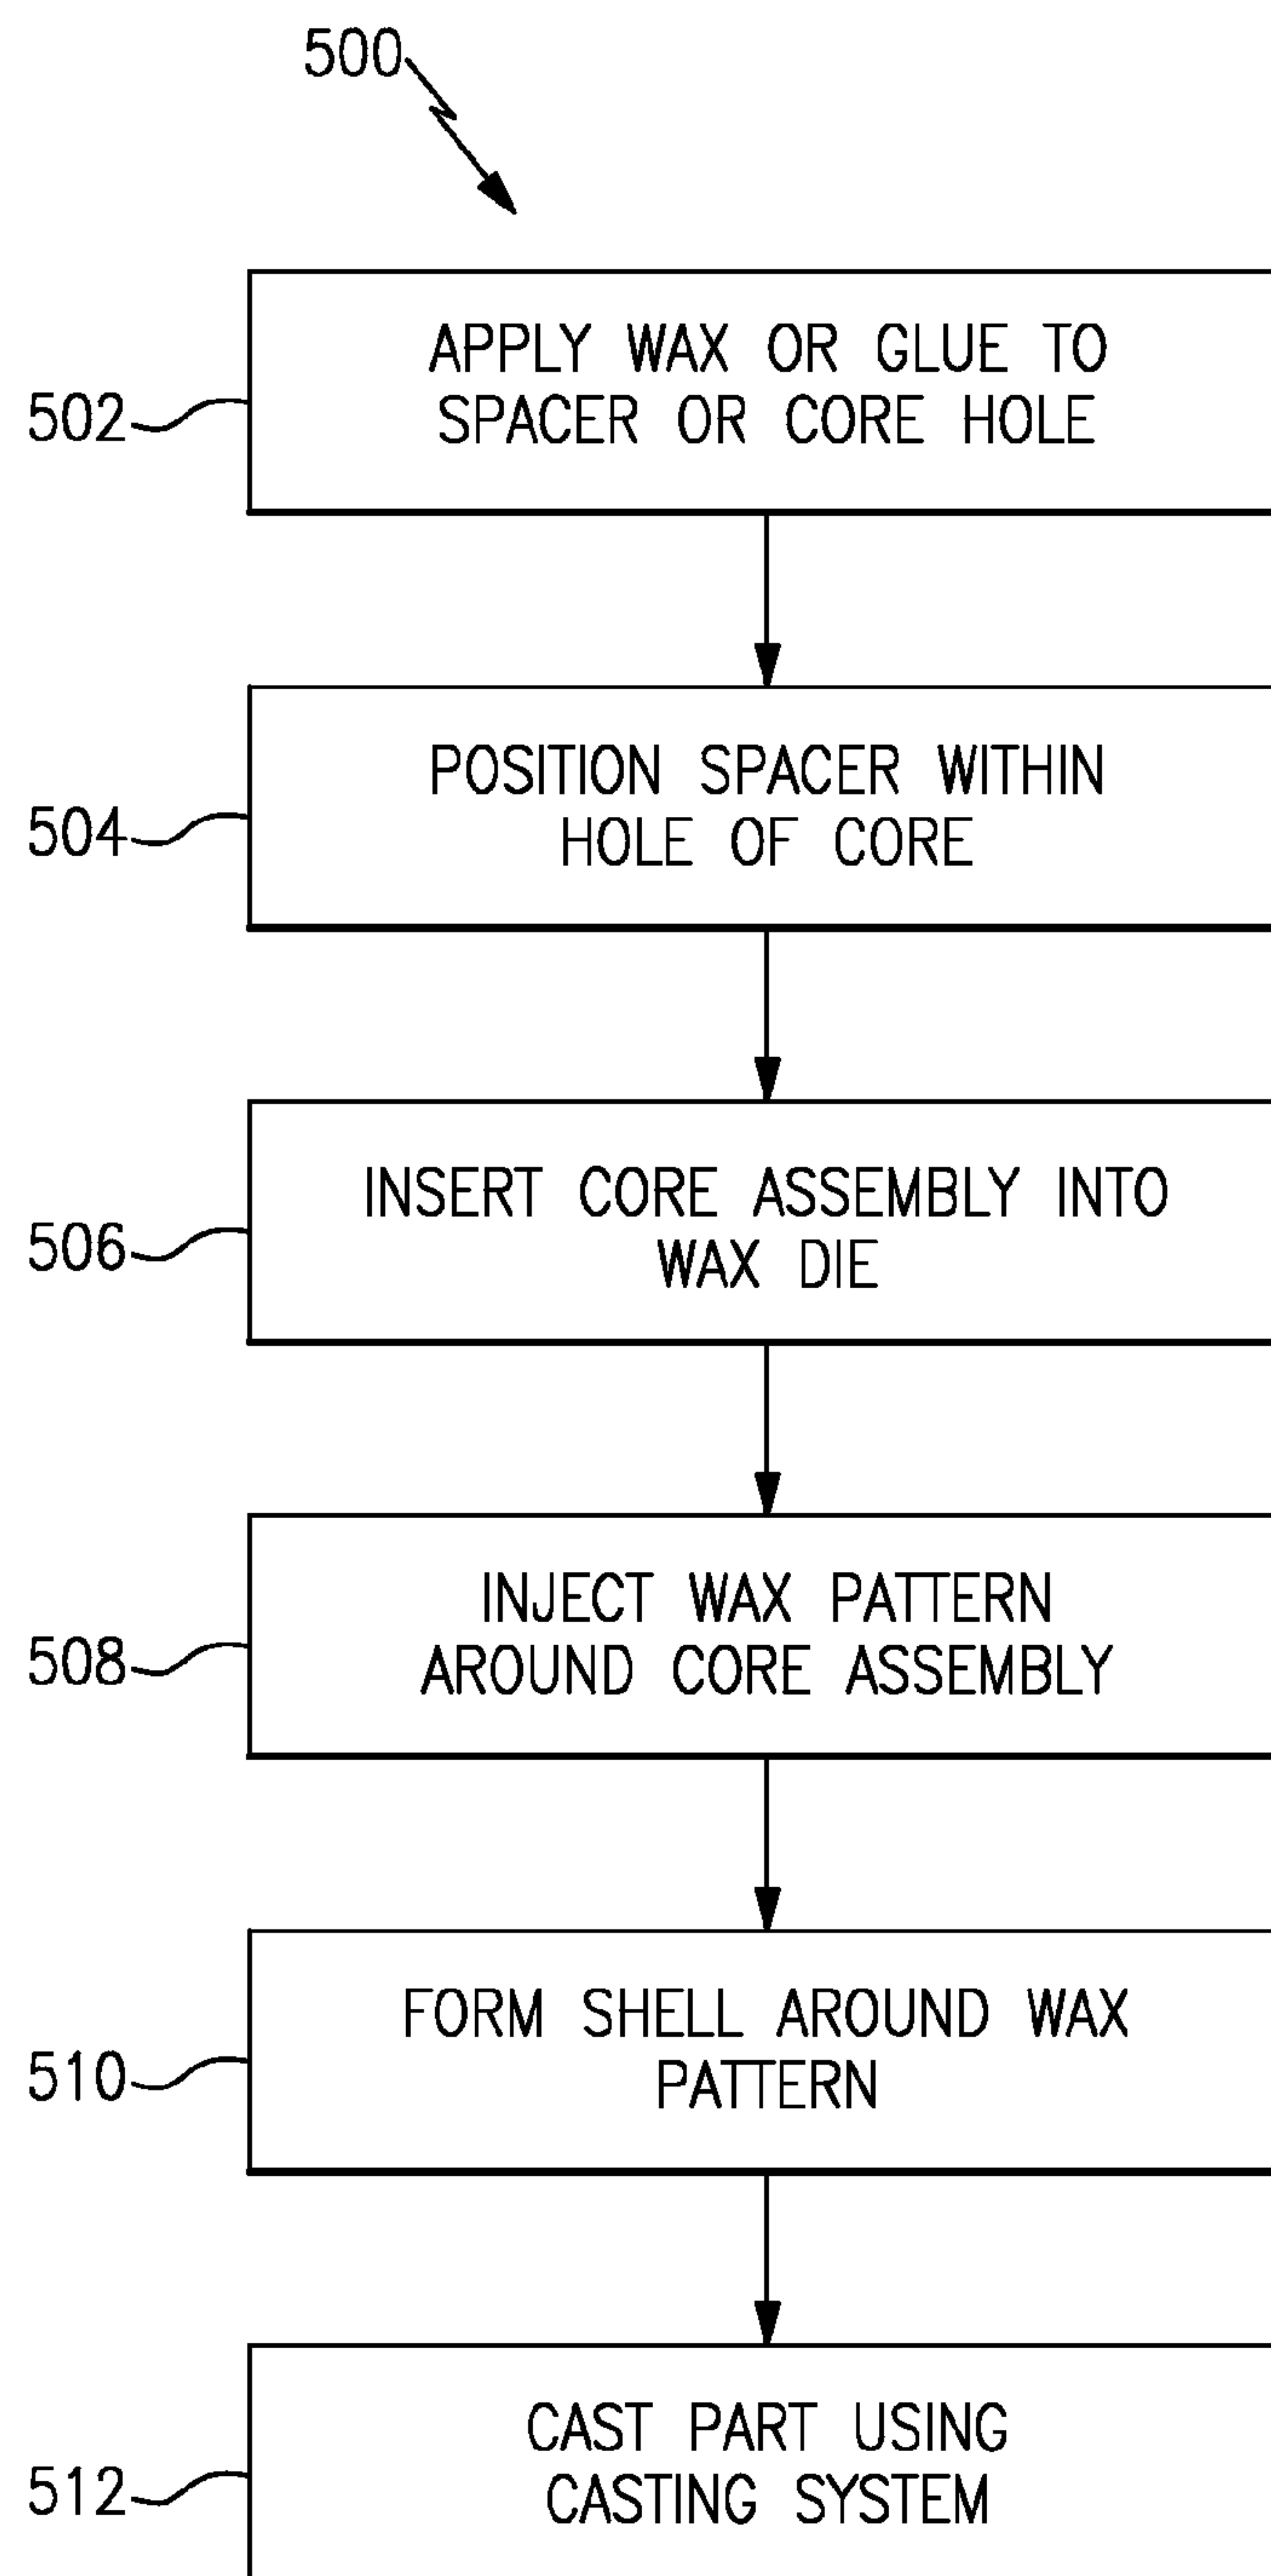 500
502
APPLY WAX OR GLUE TO
SPACER OR CORE HOLE
504
POSITION SPACER WITHIN
HOLE OF CORE
506
INSERT CORE ASSEMBLY INTO
WAX DIE
508
INJECT WAX PATTERN
AROUND CORE ASSEMBLY
510
FORM SHELL AROUND WAX
PATTERN
512
CAST PART USING
CASTING SYSTEM